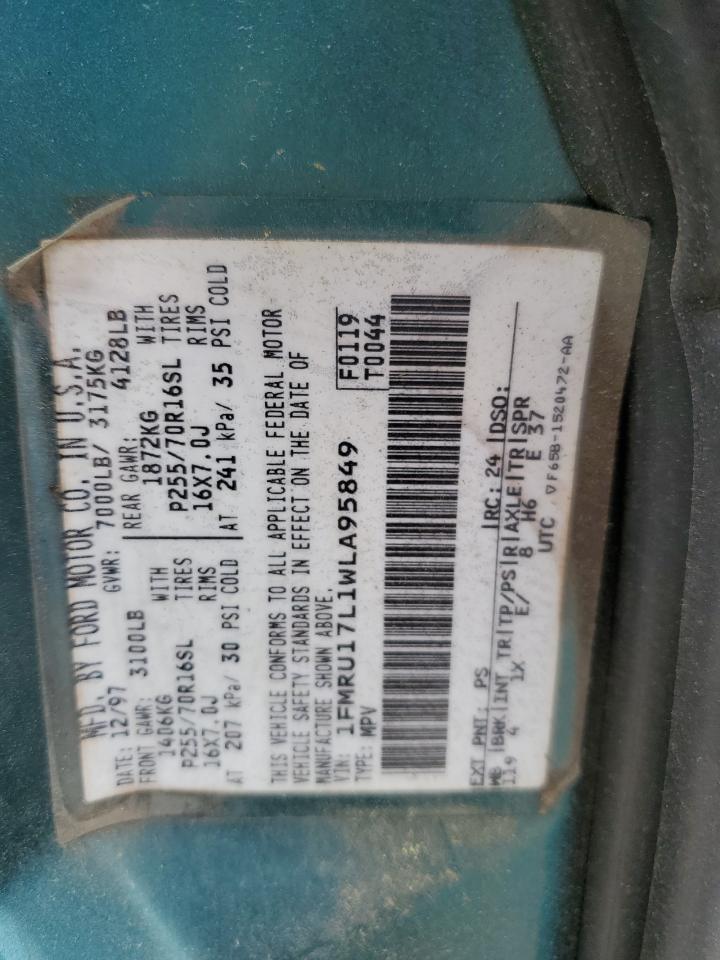 MFD. BY FORD MOTOR CO. IN U.S.A.
DATE: 12/97 GVWR: 7000LB/ 3175KG
FRONT GAWR: 3100LB REAR GAWR: 4128LB
1406KG WITH 1872KG WITH
P255/70R16SL TIRES P255/70R16SL TIRES
16X7.0J RIMS 16X7.0J RIMS
AT 207 kPa/ 30 PSI COLD AT 241 kPa/ 35 PSI COLD
THIS VEHICLE CONFORMS TO ALL APPLICABLE FEDERAL MOTOR
VEHICLE SAFETY STANDARDS IN EFFECT ON THE DATE OF
MANUFACTURE SHOWN ABOVE.
VIN: 1FMRU17L1WLA95849 F0119
TYPE: MPV T0044
EXT PNT: PS RC: 24 DSO:
WB BRK INT TR TP/PS R AXLE TR SPR
119 4 1X E/ 8 H6 E 37
UTC ▽F65B-1520472-AA